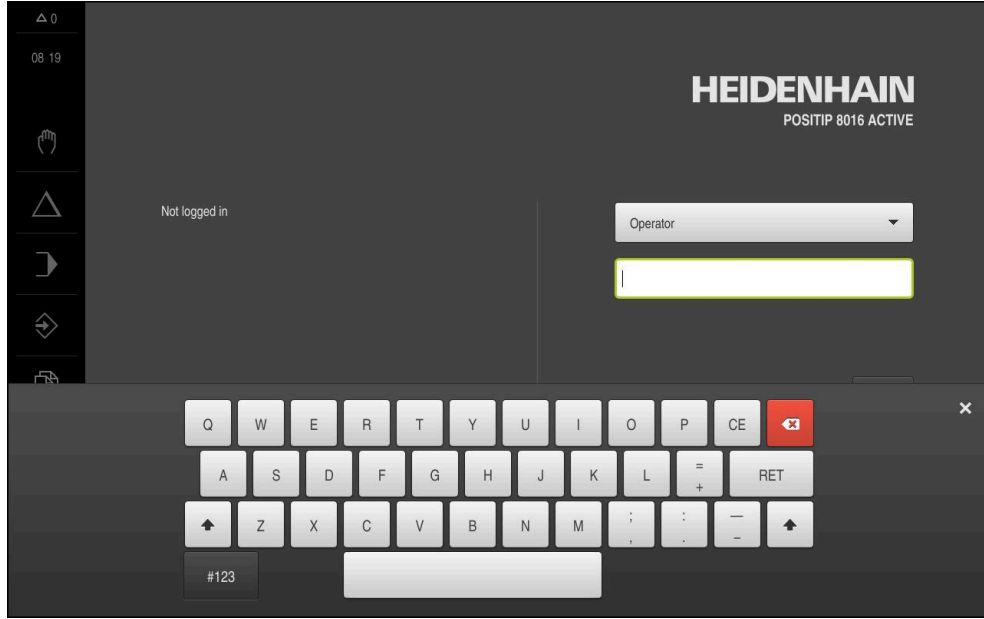 0
08 19
HEIDENHAIN
POSITIP 8016 ACTIVE
Not logged in
Operator
Q W E R T Y U I O P CE
A S D F G H J K L = + RET
Z X C V B N M ; , : . — –
#123